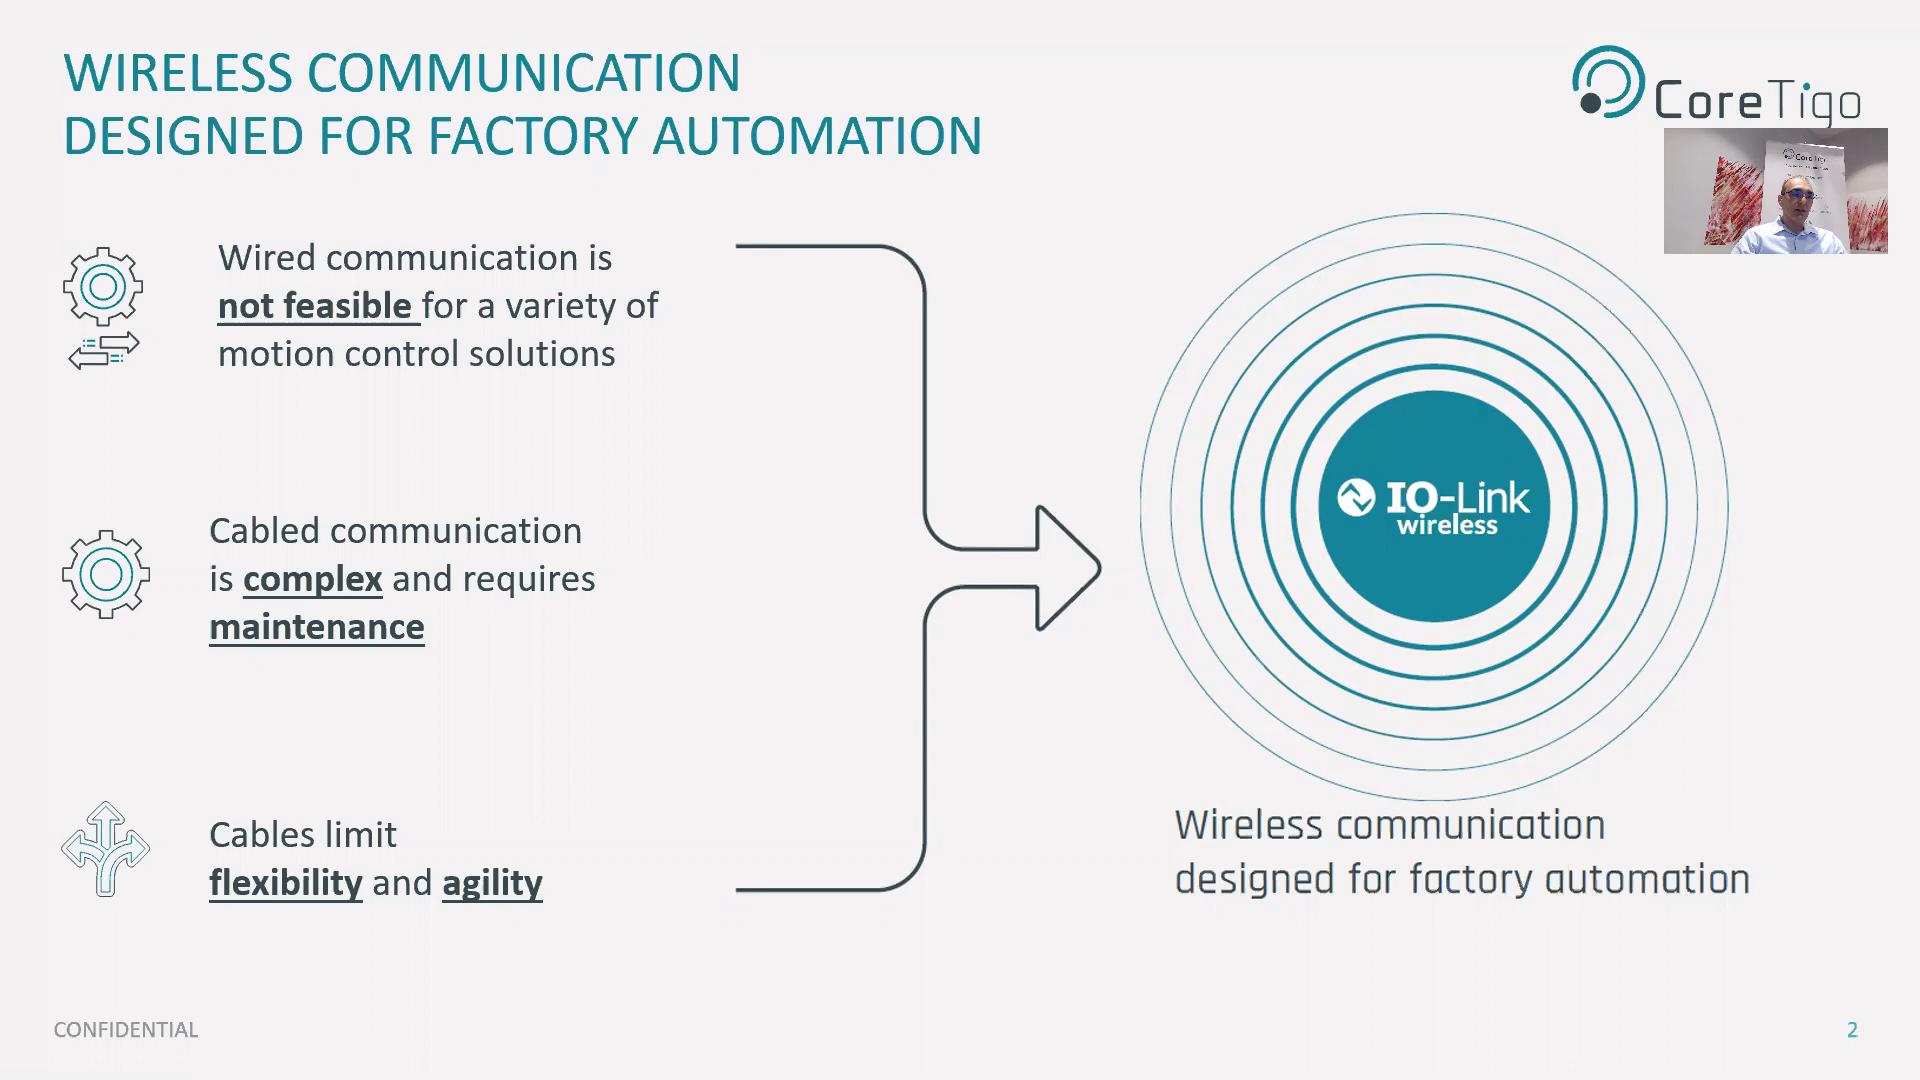 WIRELESS COMMUNICATION
DESIGNED FOR FACTORY AUTOMATION
CoreTigo
CoreTigo
Wired communication is
not feasible for a variety of
motion control solutions
Cabled communication
is complex and requires
maintenance
Cables limit
flexibility and agility
IO-Link
wireless
Wireless communication
designed for factory automation
CONFIDENTIAL
2